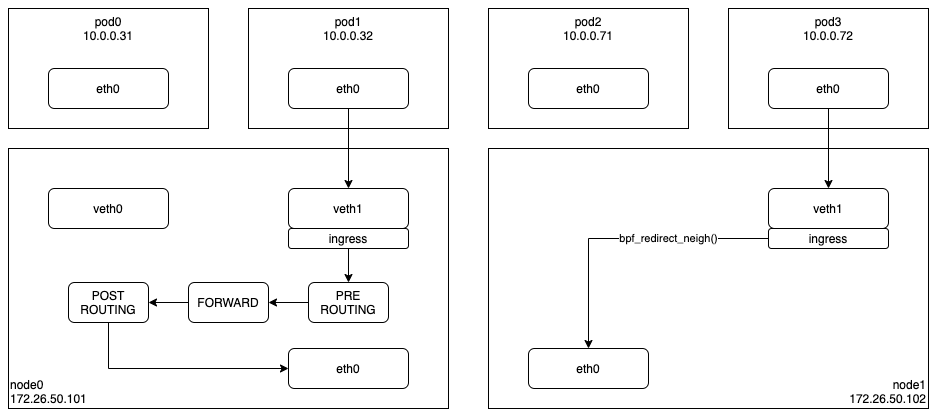 pod0
10.0.0.31
eth0
pod1
10.0.0.32
eth0
pod2
10.0.0.71
eth0
pod3
10.0.0.72
eth0
veth0
veth1
ingress
POST
ROUTING
FORWARD
PRE
ROUTING
eth0
node0
172.26.50.101
veth1
ingress
bpf_redirect_neigh()
eth0
node1
172.26.50.102